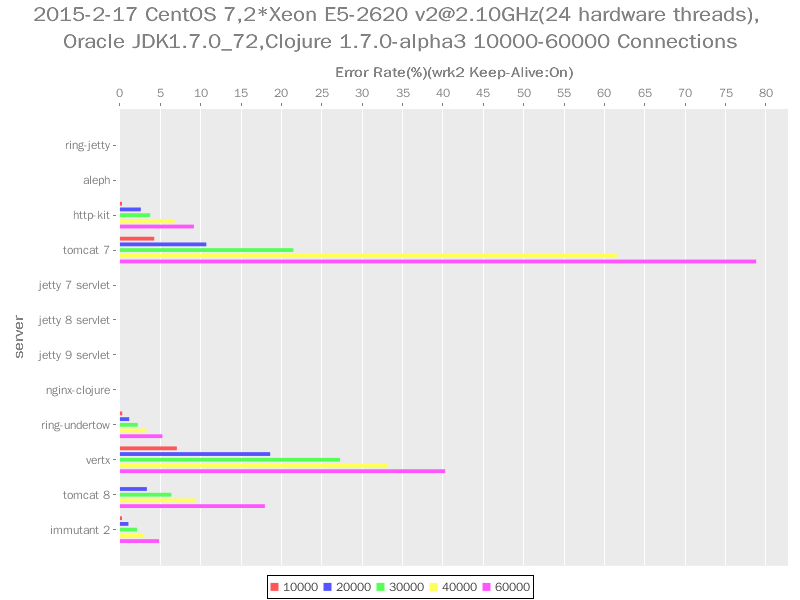 2015-2-17 CentOS 7,2*Xeon E5-2620 v2@2.10GHz(24 hardware threads),
Oracle JDK1.7.0_72,Clojure 1.7.0-alpha3 10000-60000 Connections
Error Rate(%)(wrk2 Keep-Alive:On)
0 5 10 15 20 25 30 35 40 45 50 55 60 65 70 75 80
server
ring-jetty
aleph
http-kit
tomcat 7
jetty 7 servlet
jetty 8 servlet
jetty 9 servlet
nginx-clojure
ring-undertow
vertx
tomcat 8
immutant 2
10000 20000 30000 40000 60000